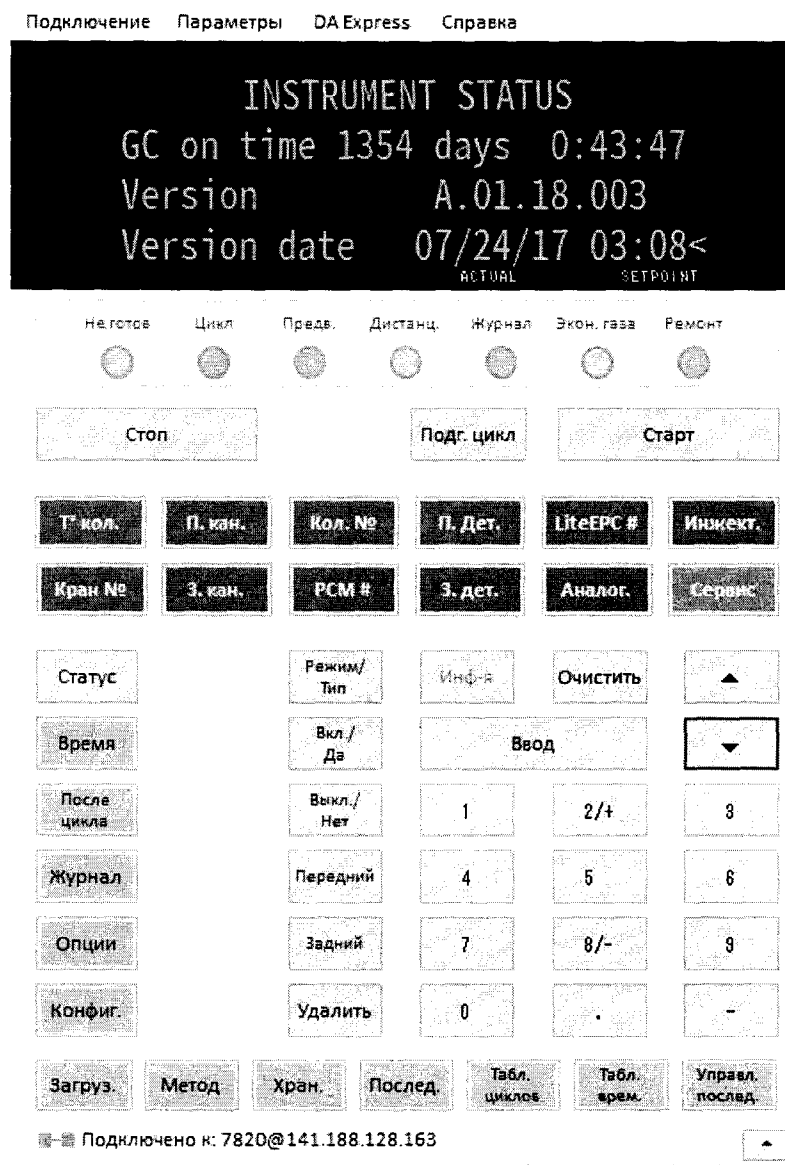 Подключение Параметры DA Express Справка
INSTRUMENT STATUS
GC on time 1354 days 0:43:47
Version A.01.18.003
Version date 07/24/17 03:08<
ACTUAL SETPOINT
Не готов Цикл Предв. Дистанц. Журнал Экон. газа Ремонт
Стоп Подг. цикл Старт
T° кол. П. кан. Кол. № П. Дет. LiteEPC # Инжект.
Кран № З. кан. PCM # З. дет. Аналог. Сервис
Статус Режим/ Тип Инф-я Очистить ▲
Время Вкл./ Да Ввод ▼
После цикла Выкл./ Нет 1 2/+ 3
Журнал Передний 4 5 6
Опции Задний 7 8/- 9
Конфиг. Удалить 0 . -
Загруз. Метод Хран. Послед. Табл. циклов Табл. врем. Управл. послед.
Подключено к: 7820@141.188.128.163